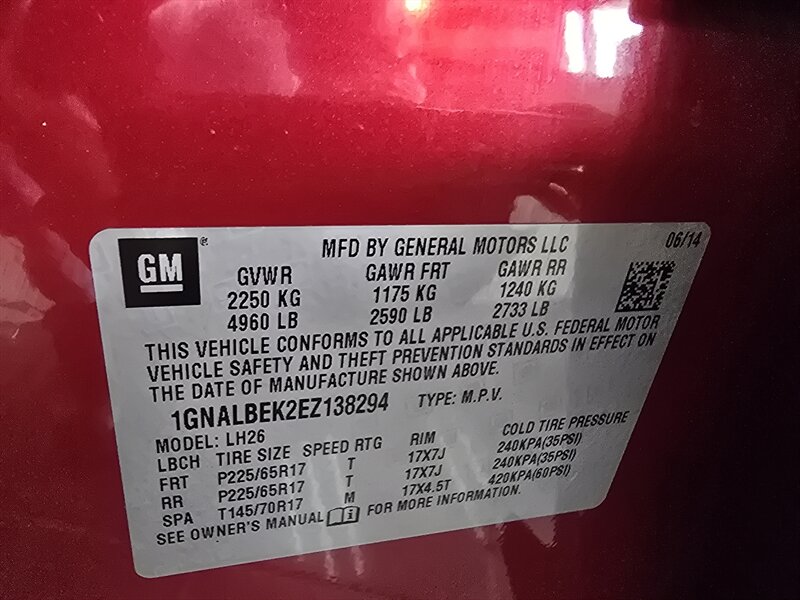 GM
MFD BY GENERAL MOTORS LLC 06/14
GVWR GAWR FRT GAWR RR
2250 KG 1175 KG 1240 KG
4960 LB 2590 LB 2733 LB
THIS VEHICLE CONFORMS TO ALL APPLICABLE U.S. FEDERAL MOTOR
VEHICLE SAFETY AND THEFT PREVENTION STANDARDS IN EFFECT ON
THE DATE OF MANUFACTURE SHOWN ABOVE.
1GNALBEK2EZ138294 TYPE: M.P.V.
MODEL: LH26
LBCH TIRE SIZE SPEED RTG RIM COLD TIRE PRESSURE
FRT P225/65R17 T 17X7J 240KPA(35PSI)
RR P225/65R17 T 17X7J 240KPA(35PSI)
SPA T145/70R17 M 17X4.5T 420KPA(60PSI)
SEE OWNER'S MANUAL FOR MORE INFORMATION.